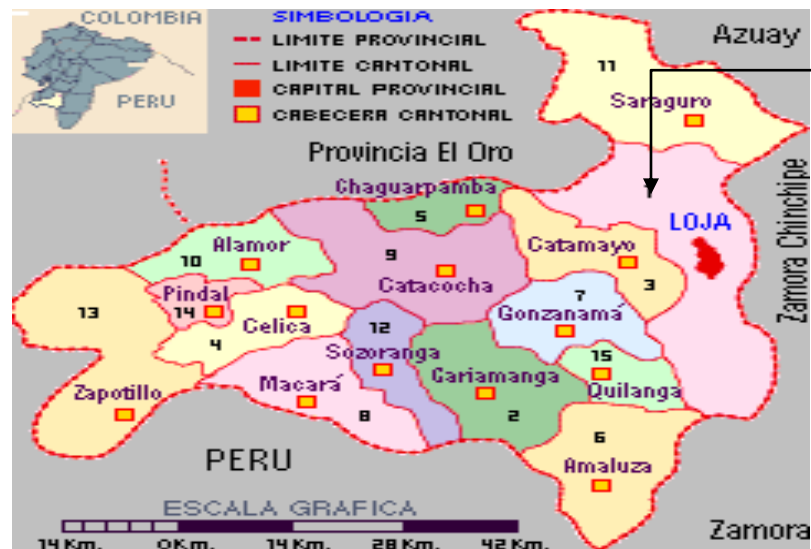 COLOMBIA
PERU
SIMBOLOGIA
LIMITE PROVINCIAL
LIMITE CANTONAL
CAPITAL PROVINCIAL
CABECERA CANTONAL
Azuay
11
Saraguro
Provincia El Oro
Zamora Chinchipe
Chaguarpamba
5
LOJA
10
Alamor
9
Catacocha
Catamayo
3
13
Pindal
14
Celica
4
7
Gonzanamá
12
Sozoranga
15
Quilanga
Zapotillo
Macará
8
Cariamanga
2
6
Amaluza
PERU
ESCALA GRAFICA
14 Km. 0Km. 14 Km. 28 Km. 42 Km.
Zamora